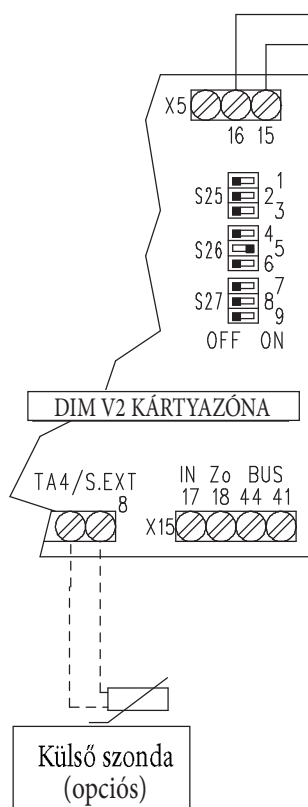 X5
16 15
S25
1
2
3
S26
4
5
6
S27
7
8
9
OFF ON
DIM V2 KÁRTYAZÓNA
TA4/S.EXT
8
IN Zo BUS
17 18 44 41
X15
Külső szonda
(opciós)